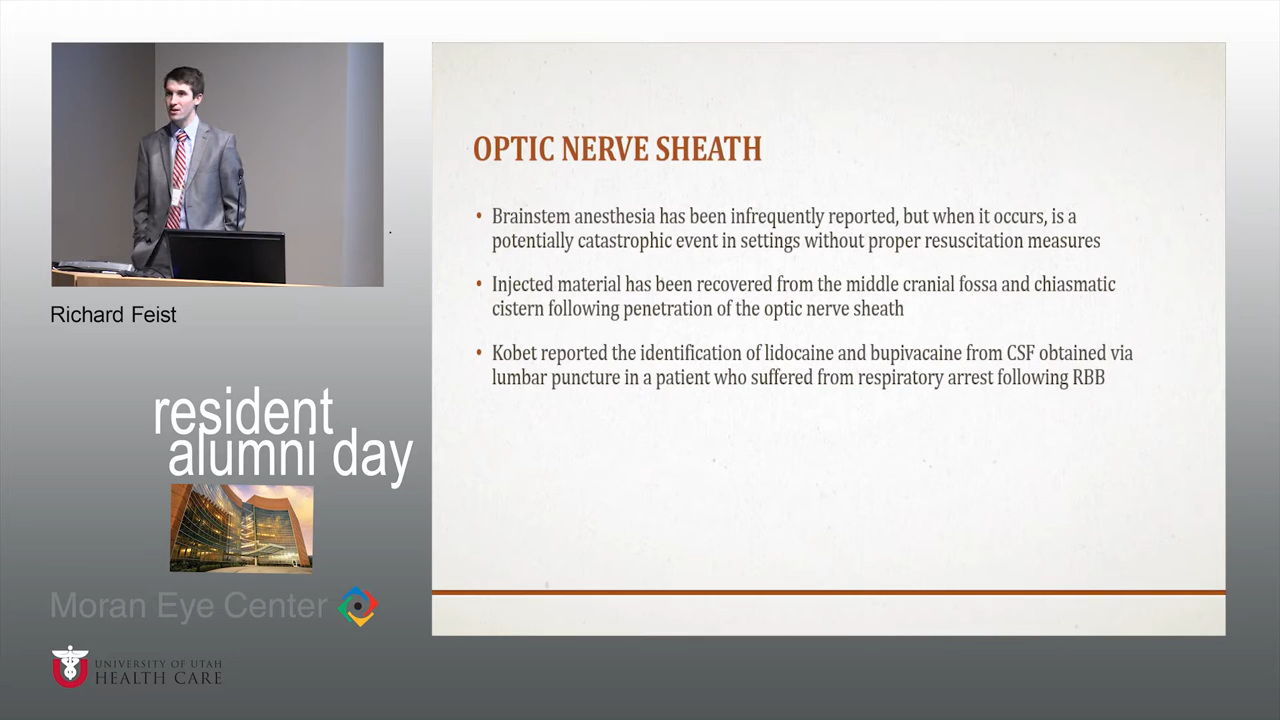 OPTIC NERVE SHEATH
• Brainstem anesthesia has been infrequently reported, but when it occurs, is a
potentially catastrophic event in settings without proper resuscitation measures
• Injected material has been recovered from the middle cranial fossa and chiasmatic
cistern following penetration of the optic nerve sheath
• Kobet reported the identification of lidocaine and bupivacaine from CSF obtained via
lumbar puncture in a patient who suffered from respiratory arrest following RBB
Richard Feist
resident
alumni day
Moran Eye Center
UNIVERSITY OF UTAH
HEALTH CARE